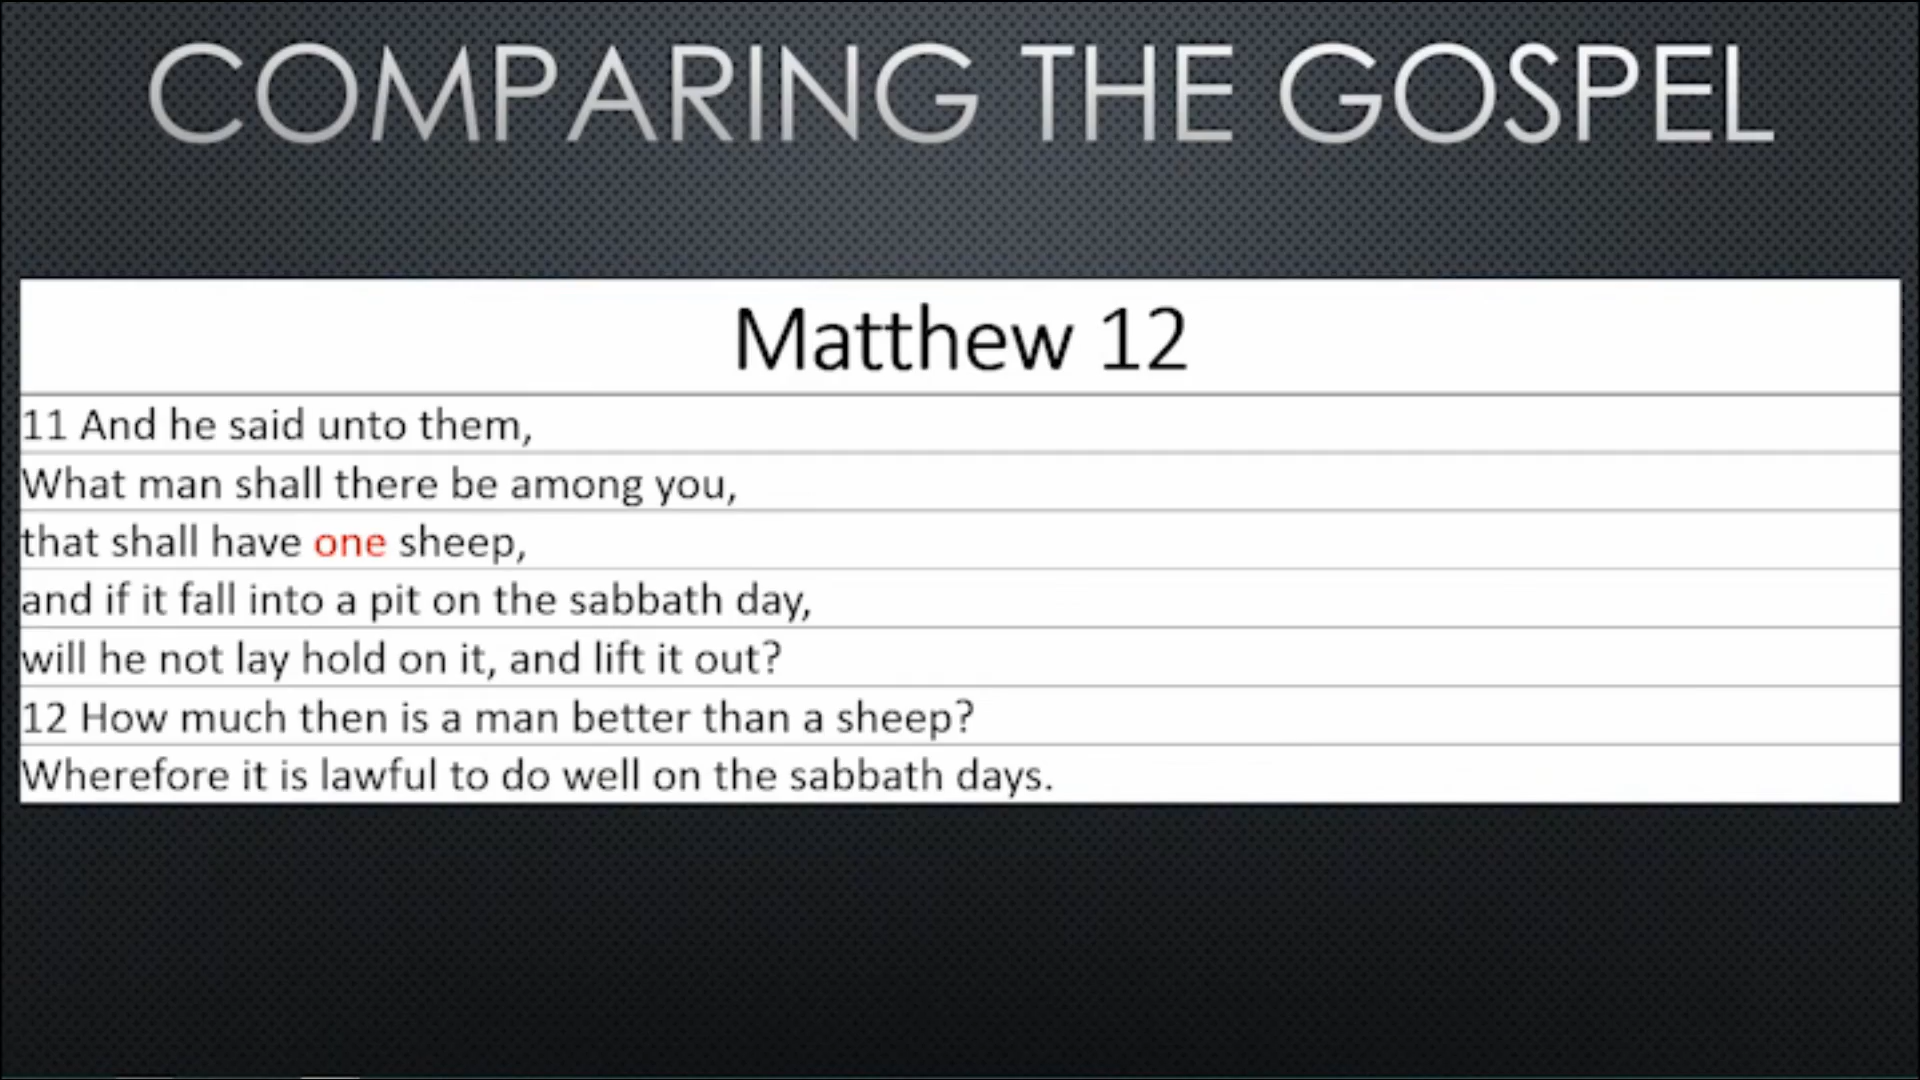 COMPARING THE GOSPEL
Matthew 12
11 And he said unto them,
What man shall there be among you,
that shall have one sheep,
and if it fall into a pit on the sabbath day,
will he not lay hold on it, and lift it out?
12 How much then is a man better than a sheep?
Wherefore it is lawful to do well on the sabbath days.